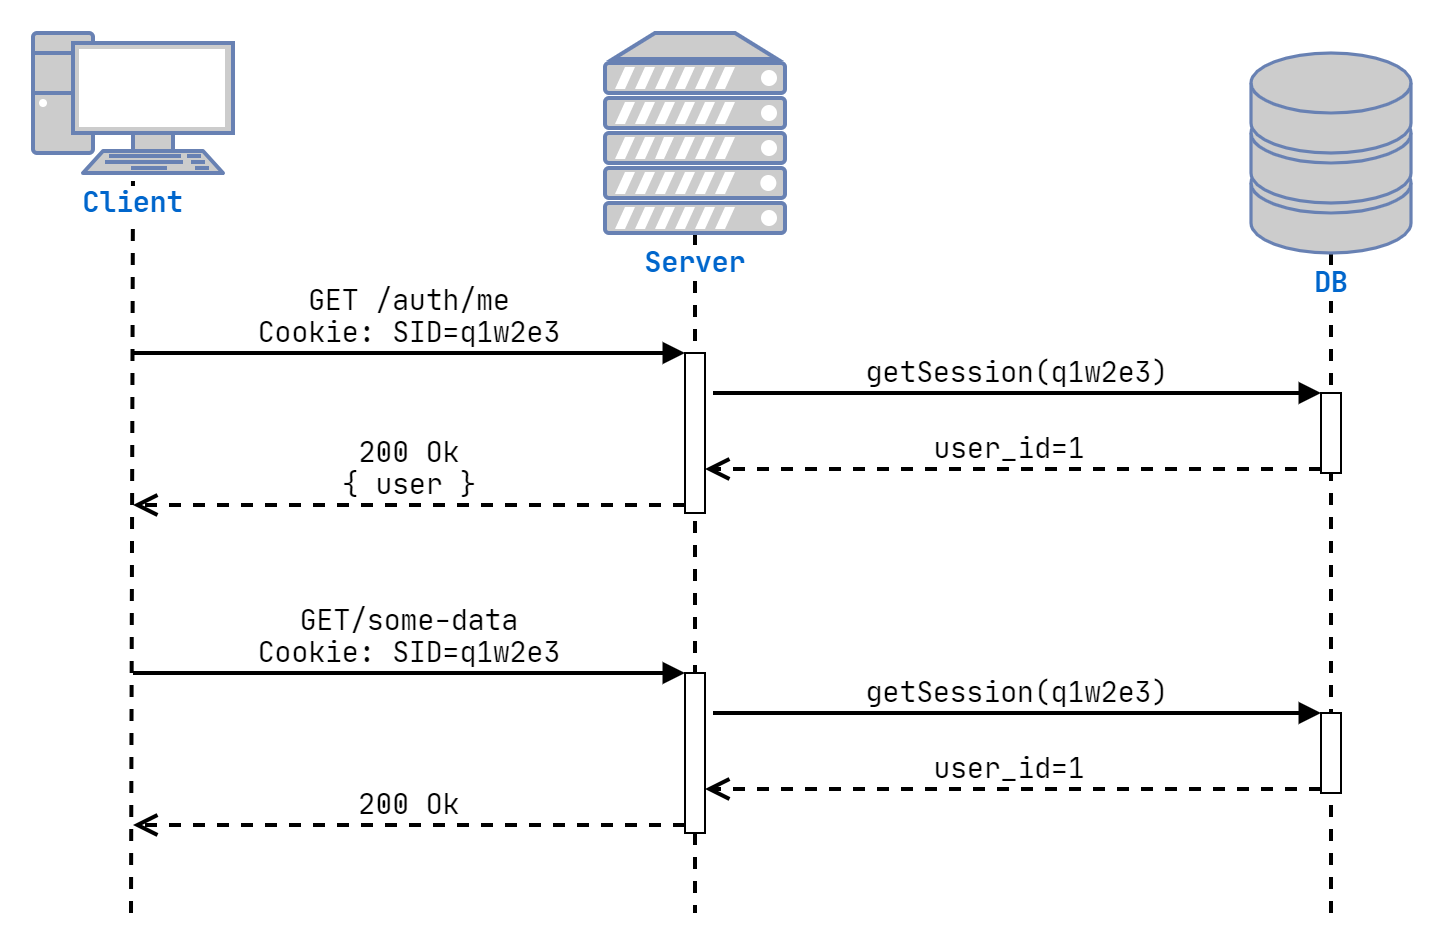 Client
Server
DB
GET /auth/me
Cookie: SID=q1w2e3
getSession(q1w2e3)
user_id=1
200 Ok
{ user }
GET/some-data
Cookie: SID=q1w2e3
getSession(q1w2e3)
user_id=1
200 Ok